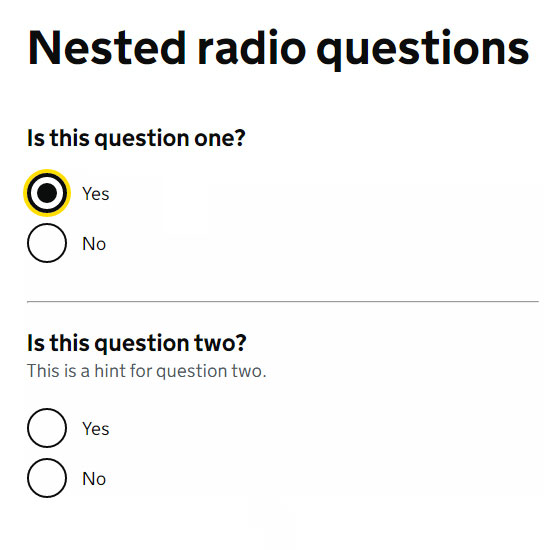 Nested radio questions
Is this question one?
Yes
No
Is this question two?
This is a hint for question two.
Yes
No